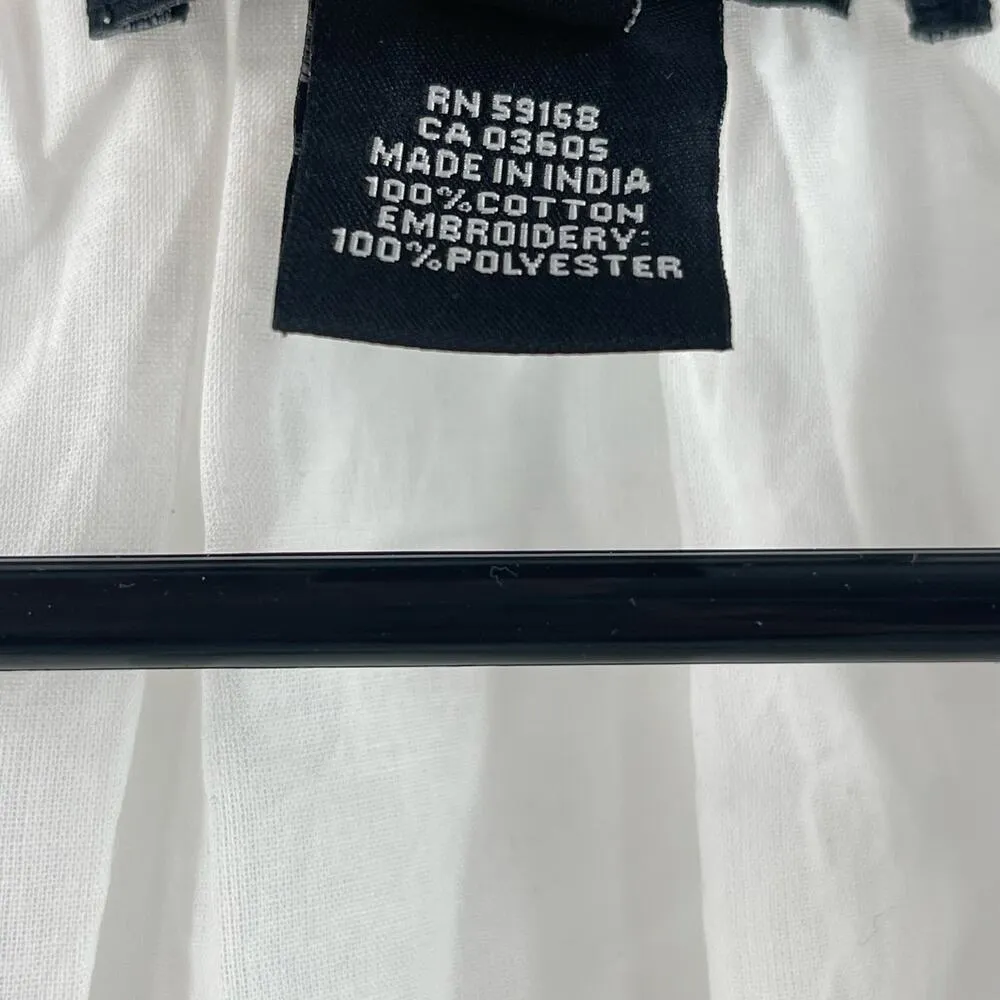 RN 59168
CA 03605
MADE IN INDIA
100% COTTON
EMBROIDERY:
100% POLYESTER